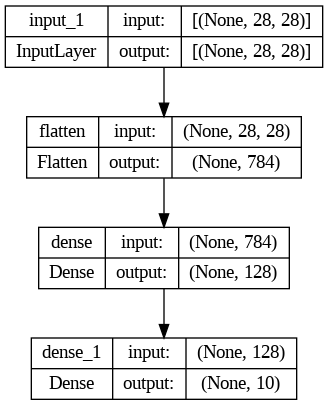 input_1 input: [(None, 28, 28)]
InputLayer output: [(None, 28, 28)]
flatten input: (None, 28, 28)
Flatten output: (None, 784)
dense input: (None, 784)
Dense output: (None, 128)
dense_1 input: (None, 128)
Dense output: (None, 10)